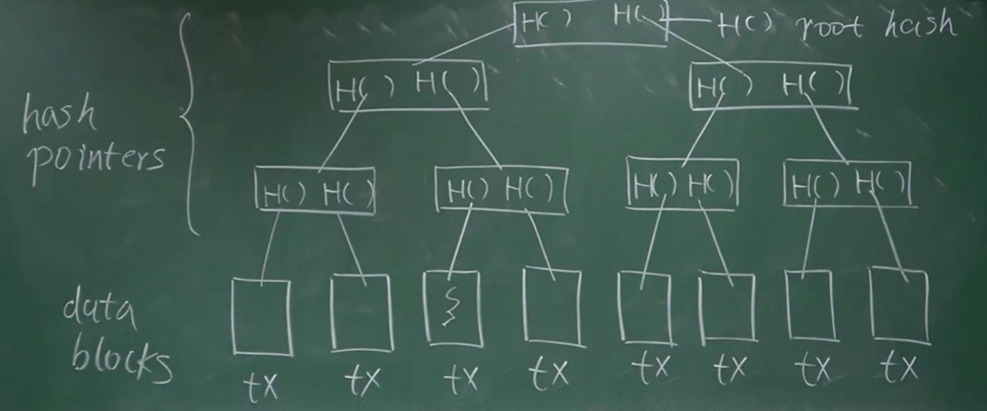 H( ) H( ) H( ) root hash
H( ) H( ) H( ) H( )
hash
pointers
H( ) H( ) H( ) H( ) H( ) H( ) H( ) H( )
data
blocks
tx tx tx tx tx tx tx tx